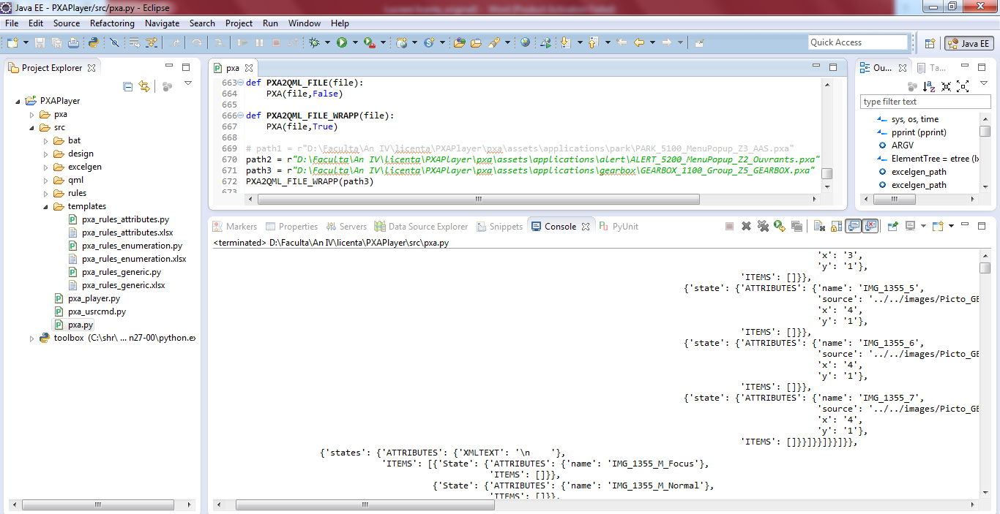 Java EE - PXAPlayer/src/pxa.py - Eclipse
File Edit Source Refactoring Navigate Search Project Run Window Help
Quick Access
Java EE
Project Explorer
PXAPlayer
pxa
src
bat
design
excelgen
qml
rules
templates
pxa_rules_attributes.py
pxa_rules_attributes.xlsx
pxa_rules_enumeration.py
pxa_rules_enumeration.xlsx
pxa_rules_generic.py
pxa_rules_generic.xlsx
pxa_player.py
pxa_usrcmd.py
pxa.py
toolbox (C:\shr\ ... n27-00\python.ex
pxa
663 def PXA2QML_FILE(file):
664 PXA(file,False)
665
666 def PXA2QML_FILE_WRAPP(file):
667 PXA(file,True)
668
669 # path1 = r"D:\Faculta\An IV\licenta\PXAPlayer\pxa\assets\applications\park\PARK_5100_MenuPopup_Z3_AAS.pxa"
670 path2 = r"D:\Faculta\An IV\licenta\PXAPlayer\pxa\assets\applications\alert\ALERT_5200_MenuPopup_Z2_Ouvrants.pxa"
671 path3 = r"D:\Faculta\An IV\licenta\PXAPlayer\pxa\assets\applications\gearbox\GEARBOX_1100_Group_Z5_GEARBOX.pxa"
672 PXA2QML_FILE_WRAPP(path3)
673
Ou... Ta...
type filter text
sys, os, time
pprint (pprint)
ARGV
ElementTree = etree (lx
excelgen_path
excelgen_path
Markers Properties Servers Data Source Explorer Snippets Console PyUnit
<terminated> D:\Faculta\An IV\licenta\PXAPlayer\src\pxa.py
'x': '3',
'y': '1'},
'ITEMS': []}},
{'state': {'ATTRIBUTES': {'name': 'IMG_1355_5',
'source': '../../images/Picto_GE
'x': '4',
'y': '1'},
'ITEMS': []}},
{'state': {'ATTRIBUTES': {'name': 'IMG_1355_6',
'source': '../../images/Picto_GE
'x': '4',
'y': '1'},
'ITEMS': []}},
{'state': {'ATTRIBUTES': {'name': 'IMG_1355_7',
'source': '../../images/Picto_GE
'x': '4',
'y': '1'},
'ITEMS': []}}]}}]}}]}},
{'states': {'ATTRIBUTES': {'XMLTEXT': '\n    '},
'ITEMS': [{'State': {'ATTRIBUTES': {'name': 'IMG_1355_M_Focus'},
'ITEMS': []}},
{'State': {'ATTRIBUTES': {'name': 'IMG_1355_M_Normal'},
'ITEMS': []}},